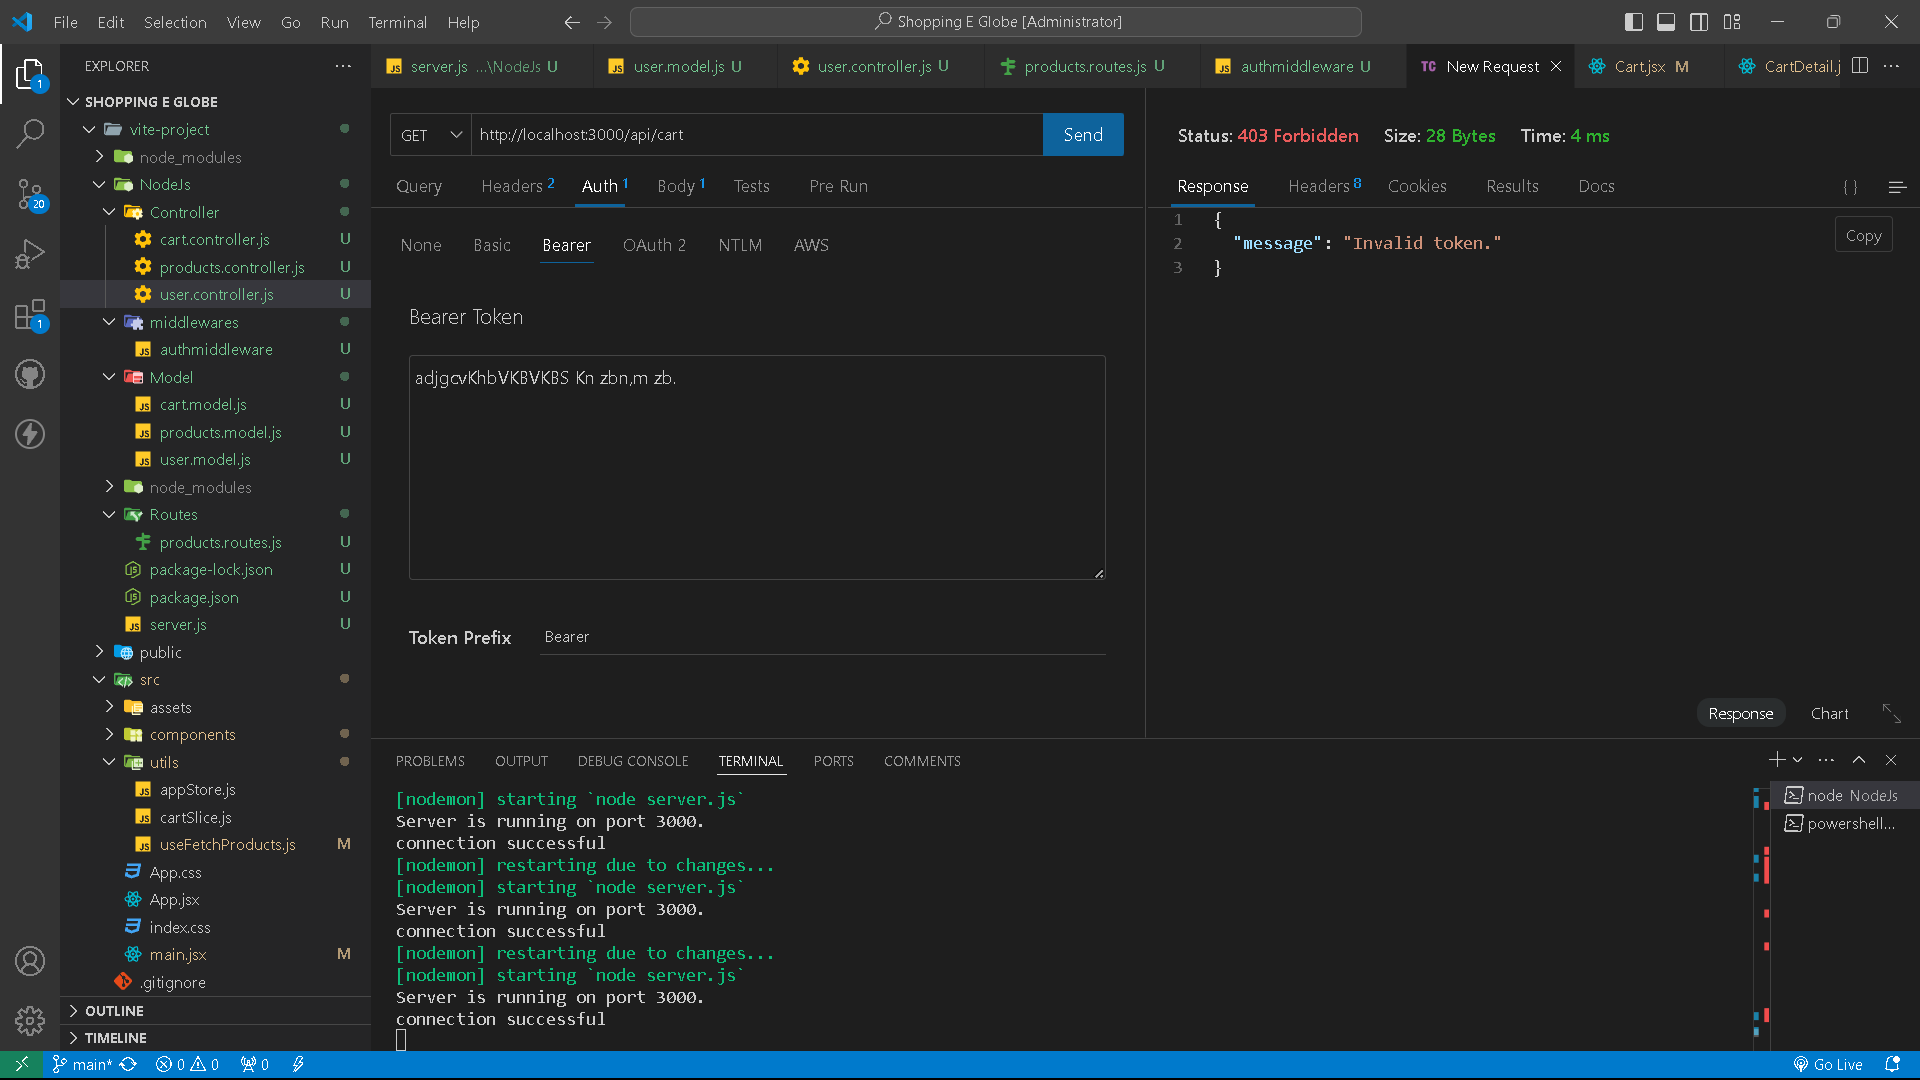 File Edit Selection View Go Run Terminal Help
Shopping E Globe [Administrator]
EXPLORER
server.js ...\NodeJs U
user.model.js U
user.controller.js U
products.routes.js U
authmiddleware U
TC New Request
Cart.jsx M
CartDetail.j
1
20
1
SHOPPING E GLOBE
vite-project
node_modules
NodeJs
Controller
cart.controller.js U
products.controller.js U
user.controller.js U
middlewares
authmiddleware U
Model
cart.model.js U
products.model.js U
user.model.js U
node_modules
Routes
products.routes.js U
package-lock.json U
package.json U
server.js U
public
src
assets
components
utils
appStore.js
cartSlice.js
useFetchProducts.js M
App.css
App.jsx
index.css
main.jsx M
.gitignore
OUTLINE
TIMELINE
GET http://localhost:3000/api/cart Send
Query Headers 2 Auth 1 Body 1 Tests Pre Run
None Basic Bearer OAuth 2 NTLM AWS
Bearer Token
adjgcvKhbVKBVKBS Kn zbn,m zb.
Token Prefix Bearer
Status: 403 Forbidden Size: 28 Bytes Time: 4 ms
Response Headers 8 Cookies Results Docs { }
1 {
2 "message": "Invalid token."
3 }
Copy
Response Chart
PROBLEMS OUTPUT DEBUG CONSOLE TERMINAL PORTS COMMENTS
[nodemon] starting `node server.js`
Server is running on port 3000.
connection successful
[nodemon] restarting due to changes...
[nodemon] starting `node server.js`
Server is running on port 3000.
connection successful
[nodemon] restarting due to changes...
[nodemon] starting `node server.js`
Server is running on port 3000.
connection successful
node NodeJs
powershell...
main* 0 0 0 Go Live